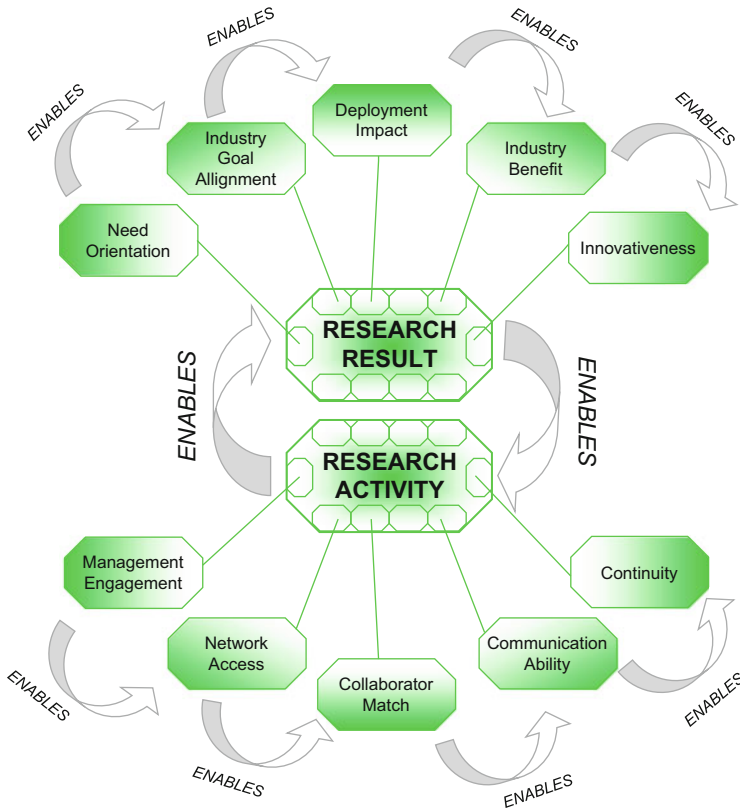 ENABLES
ENABLES
ENABLES
ENABLES
Deployment
Impact
Industry
Goal
Allignment
Industry
Benefit
Need
Orientation
Innovativeness
RESEARCH
RESULT
ENABLES
ENABLES
RESEARCH
ACTIVITY
Management
Engagement
Continuity
Network
Access
Communication
Ability
Collaborator
Match
ENABLES
ENABLES
ENABLES
ENABLES